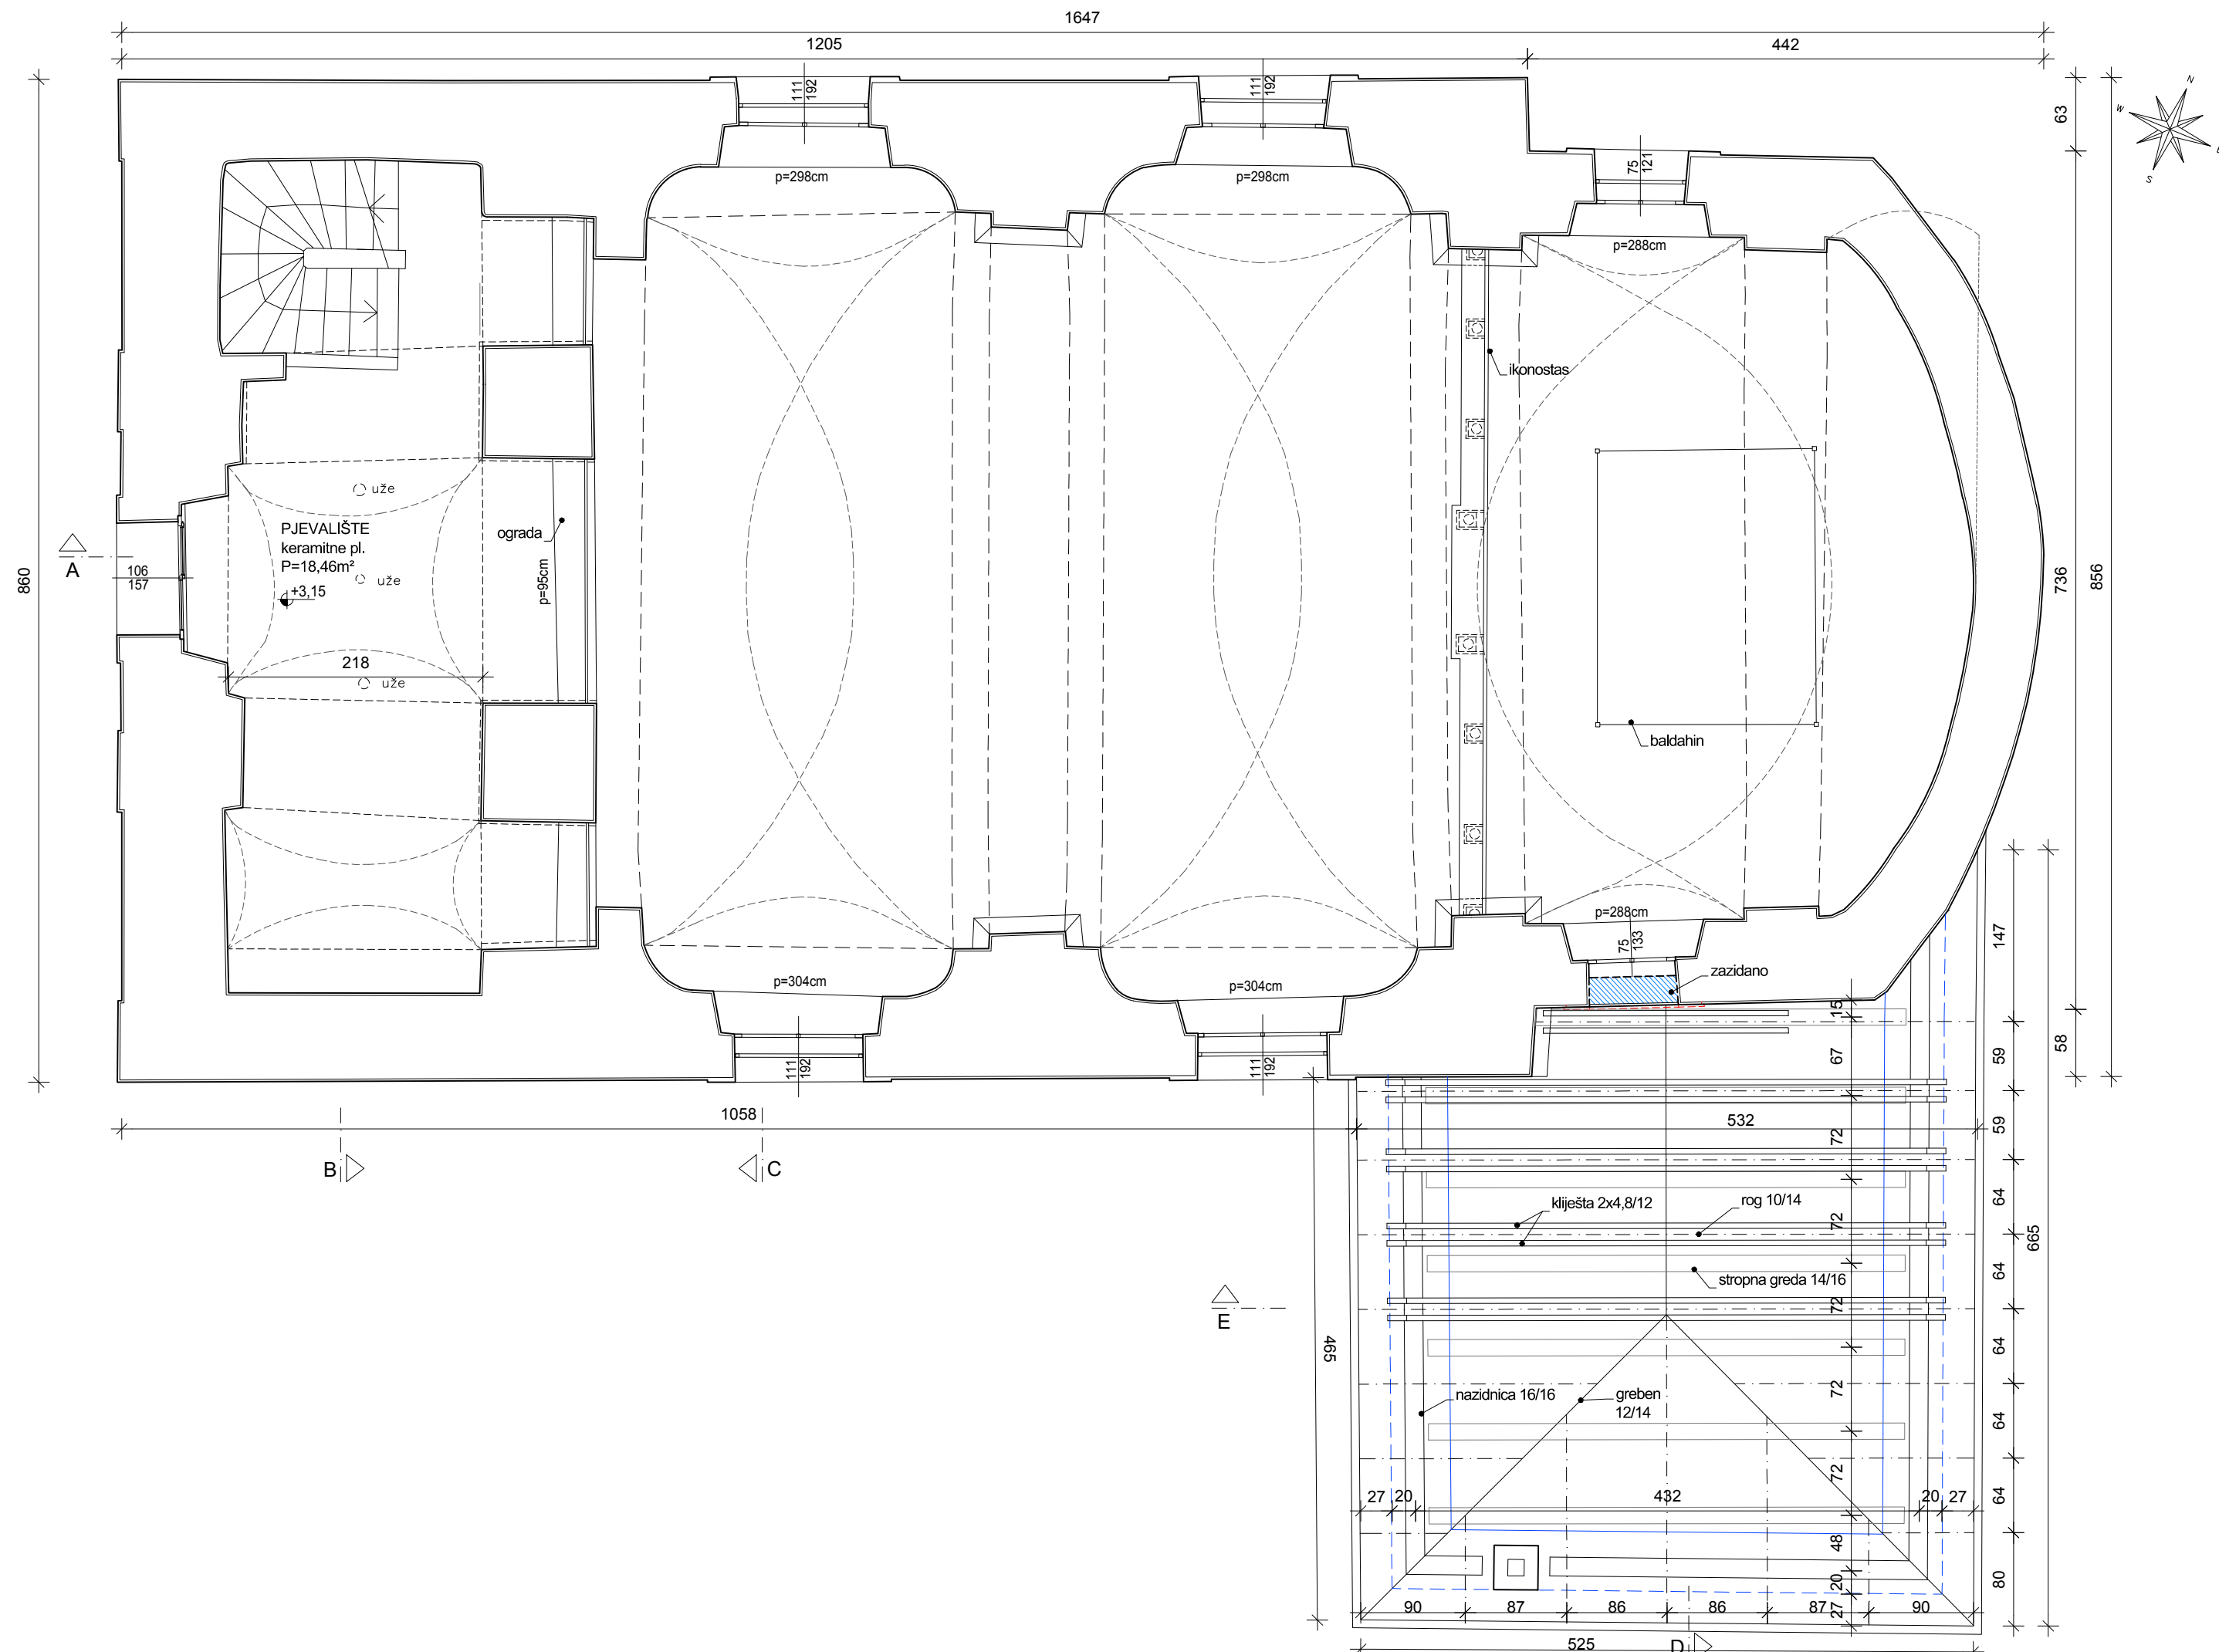 1647
1205
442
111
192
111
192
N
W
E
S
63
75
121
p=298cm
p=298cm
p=288cm
ikonostas
uže
PJEVALIŠTE
keramitne pl.
P=18,46m²
+3,15
uže
uže
ograda
p=95cm
A
106
157
860
218
736
856
baldahin
p=288cm
75
133
zazidano
p=304cm
p=304cm
111
192
111
192
147
15
67
59
58
1058
532
59
72
B
C
kliješta 2x4,8/12
rog 10/14
64
72
665
stropna greda 14/16
64
72
E
465
64
nazidnica 16/16
greben
12/14
72
64
72
64
27
20
432
20
27
48
80
20
27
90
87
86
86
87
90
525
D